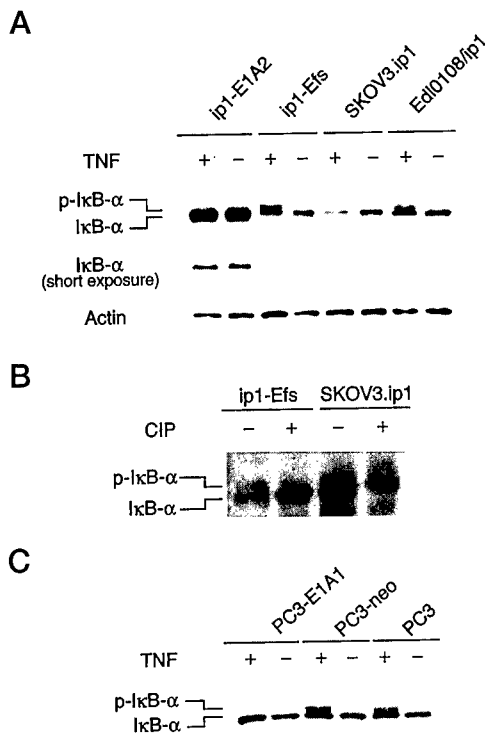 A
ip1-E1A2 ip1-Efs SKOV3.ip1 Edl0108/ip1
TNF + − + − + − + −
p-IκB-α
IκB-α
IκB-α
(short exposure)
Actin
B
ip1-Efs SKOV3.ip1
CIP − + − +
p-IκB-α
IκB-α
C
PC3-E1A1 PC3-neo PC3
TNF + − + − + −
p-IκB-α
IκB-α